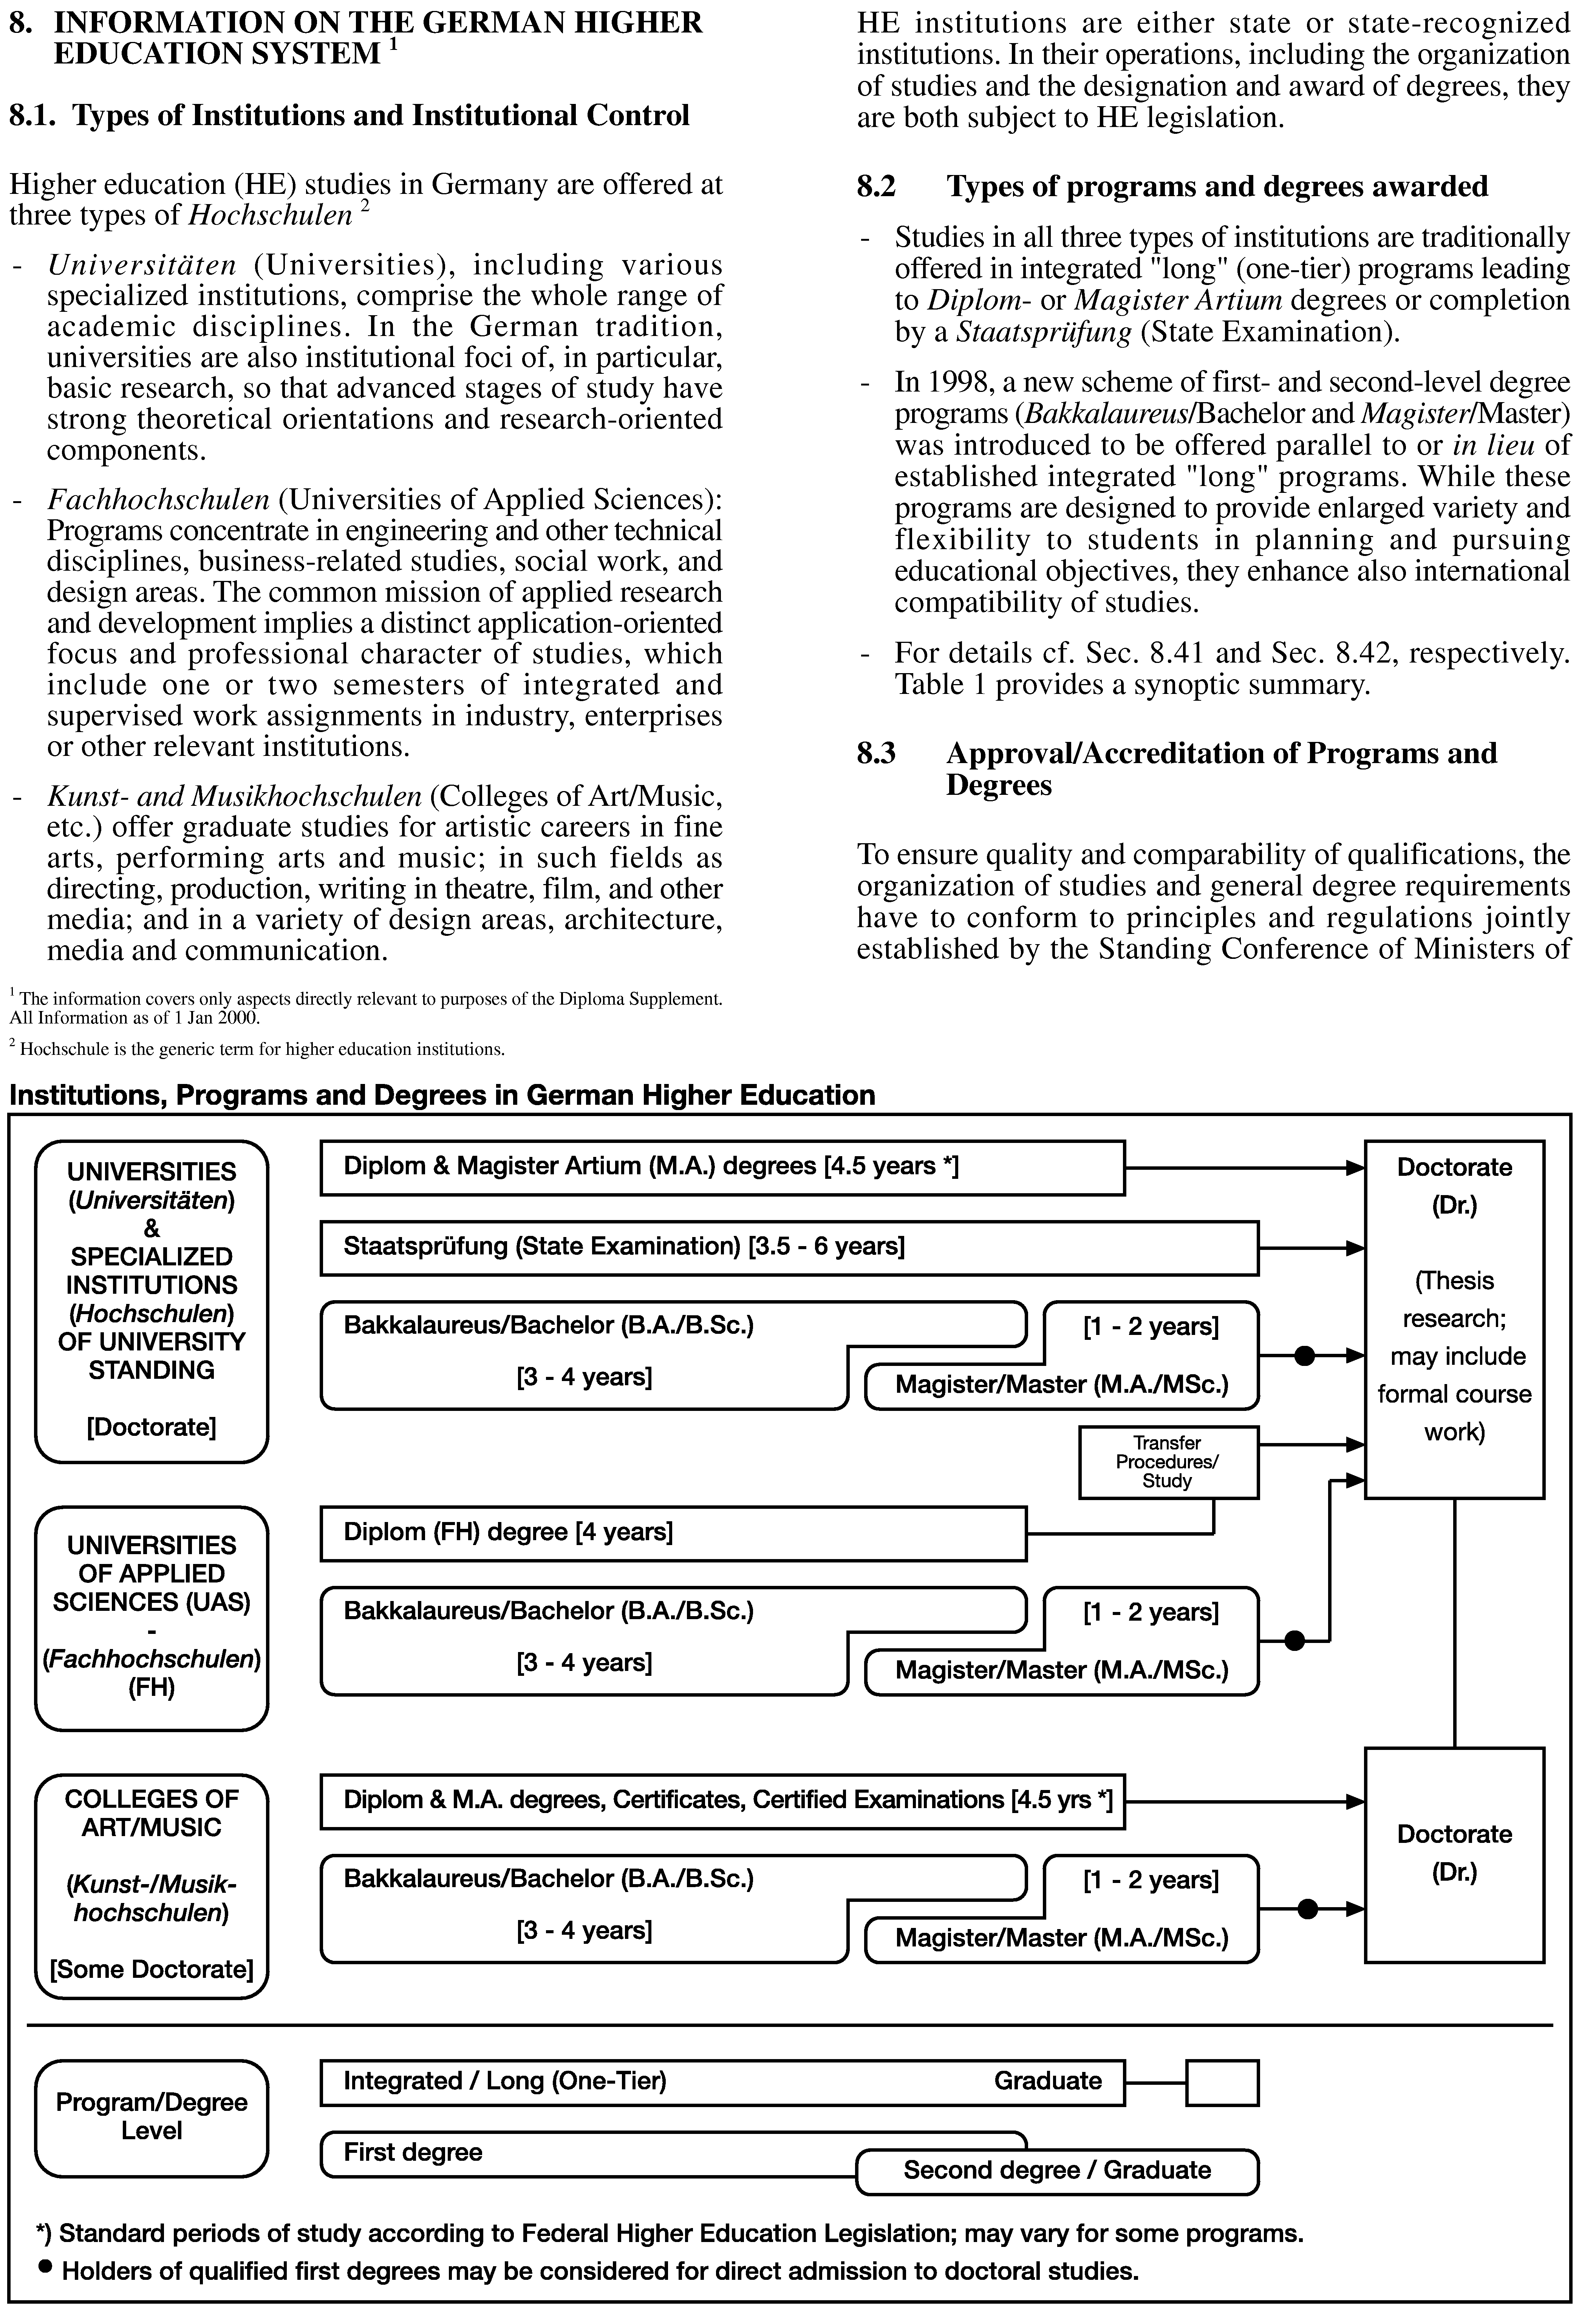 8. INFORMATION ON THE GERMAN HIGHER
EDUCATION SYSTEM 1
8.1. Types of Institutions and Institutional Control
Higher education (HE) studies in Germany are offered at
three types of Hochschulen 2
- Universitäten (Universities), including various
specialized institutions, comprise the whole range of
academic disciplines. In the German tradition,
universities are also institutional foci of, in particular,
basic research, so that advanced stages of study have
strong theoretical orientations and research-oriented
components.
- Fachhochschulen (Universities of Applied Sciences):
Programs concentrate in engineering and other technical
disciplines, business-related studies, social work, and
design areas. The common mission of applied research
and development implies a distinct application-oriented
focus and professional character of studies, which
include one or two semesters of integrated and
supervised work assignments in industry, enterprises
or other relevant institutions.
- Kunst- and Musikhochschulen (Colleges of Art/Music,
etc.) offer graduate studies for artistic careers in fine
arts, performing arts and music; in such fields as
directing, production, writing in theatre, film, and other
media; and in a variety of design areas, architecture,
media and communication.
1 The information covers only aspects directly relevant to purposes of the Diploma Supplement.
All Information as of 1 Jan 2000.
2 Hochschule is the generic term for higher education institutions.
HE institutions are either state or state-recognized
institutions. In their operations, including the organization
of studies and the designation and award of degrees, they
are both subject to HE legislation.
8.2 Types of programs and degrees awarded
- Studies in all three types of institutions are traditionally
offered in integrated "long" (one-tier) programs leading
to Diplom- or Magister Artium degrees or completion
by a Staatsprüfung (State Examination).
- In 1998, a new scheme of first- and second-level degree
programs (Bakkalaureus/Bachelor and Magister/Master)
was introduced to be offered parallel to or in lieu of
established integrated "long" programs. While these
programs are designed to provide enlarged variety and
flexibility to students in planning and pursuing
educational objectives, they enhance also international
compatibility of studies.
- For details cf. Sec. 8.41 and Sec. 8.42, respectively.
Table 1 provides a synoptic summary.
8.3 Approval/Accreditation of Programs and
Degrees
To ensure quality and comparability of qualifications, the
organization of studies and general degree requirements
have to conform to principles and regulations jointly
established by the Standing Conference of Ministers of
Institutions, Programs and Degrees in German Higher Education
UNIVERSITIES
(Universitäten)
&
SPECIALIZED
INSTITUTIONS
(Hochschulen)
OF UNIVERSITY
STANDING
[Doctorate]
Diplom & Magister Artium (M.A.) degrees [4.5 years *]
Staatsprüfung (State Examination) [3.5 - 6 years]
Bakkalaureus/Bachelor (B.A./B.Sc.)
[3 - 4 years]
[1 - 2 years]
Magister/Master (M.A./MSc.)
Transfer
Procedures/
Study
Doctorate
(Dr.)
(Thesis
research;
may include
formal course
work)
UNIVERSITIES
OF APPLIED
SCIENCES (UAS)
-
(Fachhochschulen)
(FH)
Diplom (FH) degree [4 years]
Bakkalaureus/Bachelor (B.A./B.Sc.)
[3 - 4 years]
[1 - 2 years]
Magister/Master (M.A./MSc.)
COLLEGES OF
ART/MUSIC
(Kunst-/Musik-
hochschulen)
[Some Doctorate]
Diplom & M.A. degrees, Certificates, Certified Examinations [4.5 yrs *]
Bakkalaureus/Bachelor (B.A./B.Sc.)
[3 - 4 years]
[1 - 2 years]
Magister/Master (M.A./MSc.)
Doctorate
(Dr.)
Program/Degree
Level
Integrated / Long (One-Tier) Graduate
First degree
Second degree / Graduate
*) Standard periods of study according to Federal Higher Education Legislation; may vary for some programs.
● Holders of qualified first degrees may be considered for direct admission to doctoral studies.